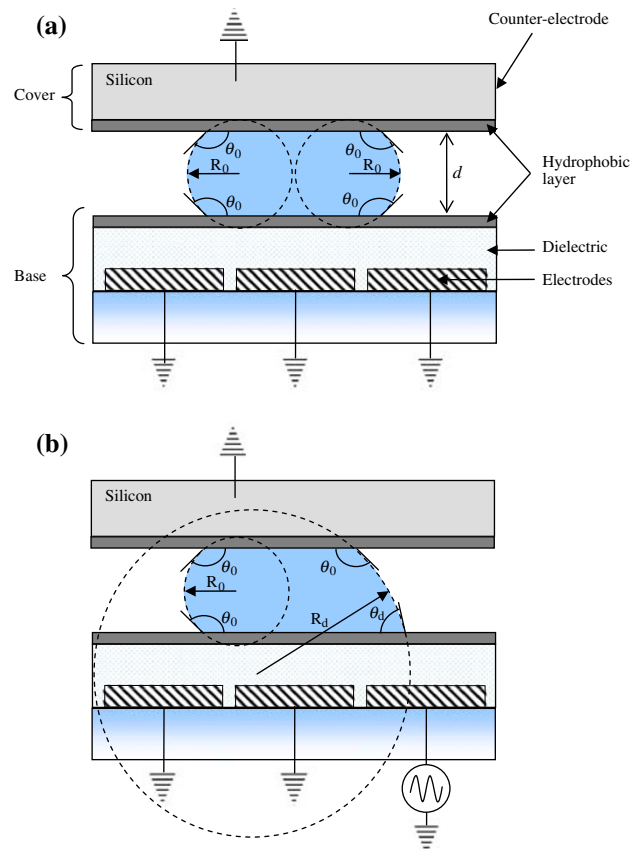 (a)
Counter-electrode
Silicon
Cover
θ0
θ0
R0
R0
d
Hydrophobic
layer
θ0
θ0
Dielectric
Base
Electrodes
(b)
Silicon
θ0
θ0
R0
θ0
Rd
θd